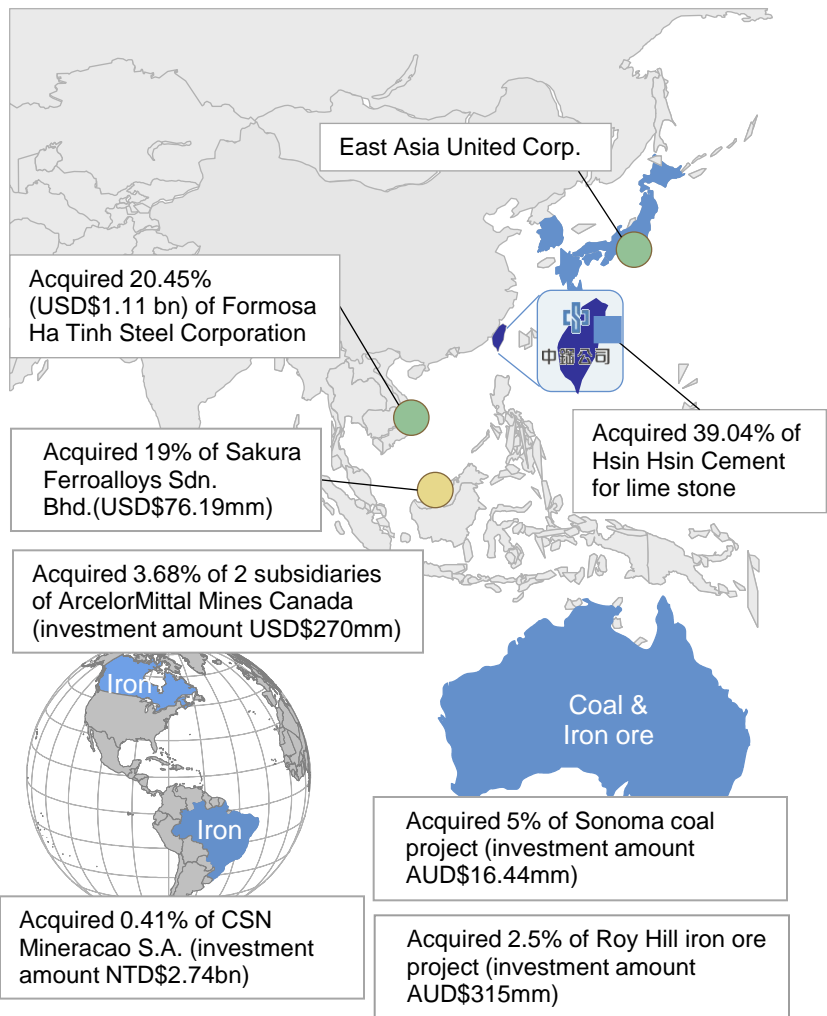 East Asia United Corp.
Acquired 20.45%
(USD$1.11 bn) of Formosa
Ha Tinh Steel Corporation
中鋼公司
Acquired 39.04% of
Hsin Hsin Cement
for lime stone
Acquired 19% of Sakura
Ferroalloys Sdn.
Bhd.(USD$76.19mm)
Acquired 3.68% of 2 subsidiaries
of ArcelorMittal Mines Canada
(investment amount USD$270mm)
Iron
Coal &
Iron ore
Iron
Acquired 5% of Sonoma coal
project (investment amount
AUD$16.44mm)
Acquired 0.41% of CSN
Mineracao S.A. (investment
amount NTD$2.74bn)
Acquired 2.5% of Roy Hill iron ore
project (investment amount
AUD$315mm)